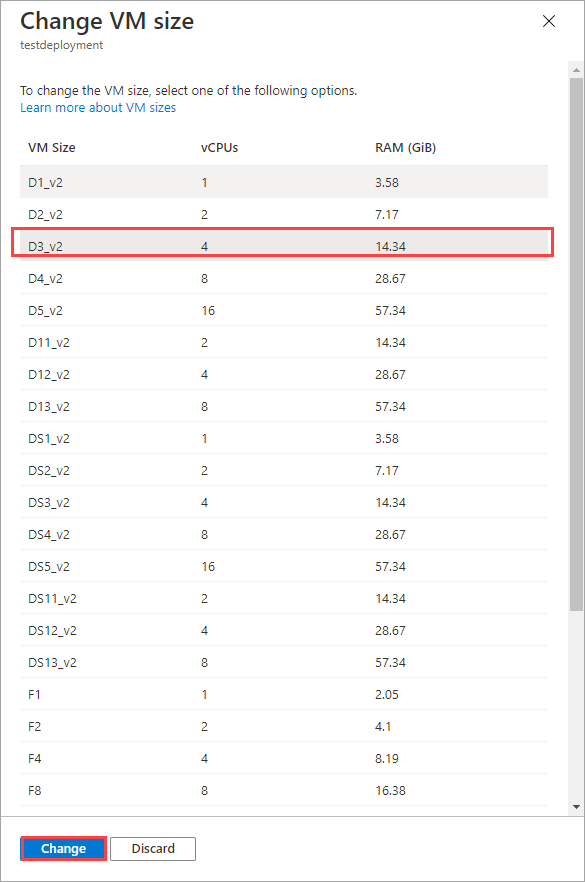 Change VM size
testdeployment
To change the VM size, select one of the following options.
Learn more about VM sizes
VM Size vCPUs RAM (GiB)
D1_v2 1 3.58
D2_v2 2 7.17
D3_v2 4 14.34
D4_v2 8 28.67
D5_v2 16 57.34
D11_v2 2 14.34
D12_v2 4 28.67
D13_v2 8 57.34
DS1_v2 1 3.58
DS2_v2 2 7.17
DS3_v2 4 14.34
DS4_v2 8 28.67
DS5_v2 16 57.34
DS11_v2 2 14.34
DS12_v2 4 28.67
DS13_v2 8 57.34
F1 1 2.05
F2 2 4.1
F4 4 8.19
F8 8 16.38
Change Discard